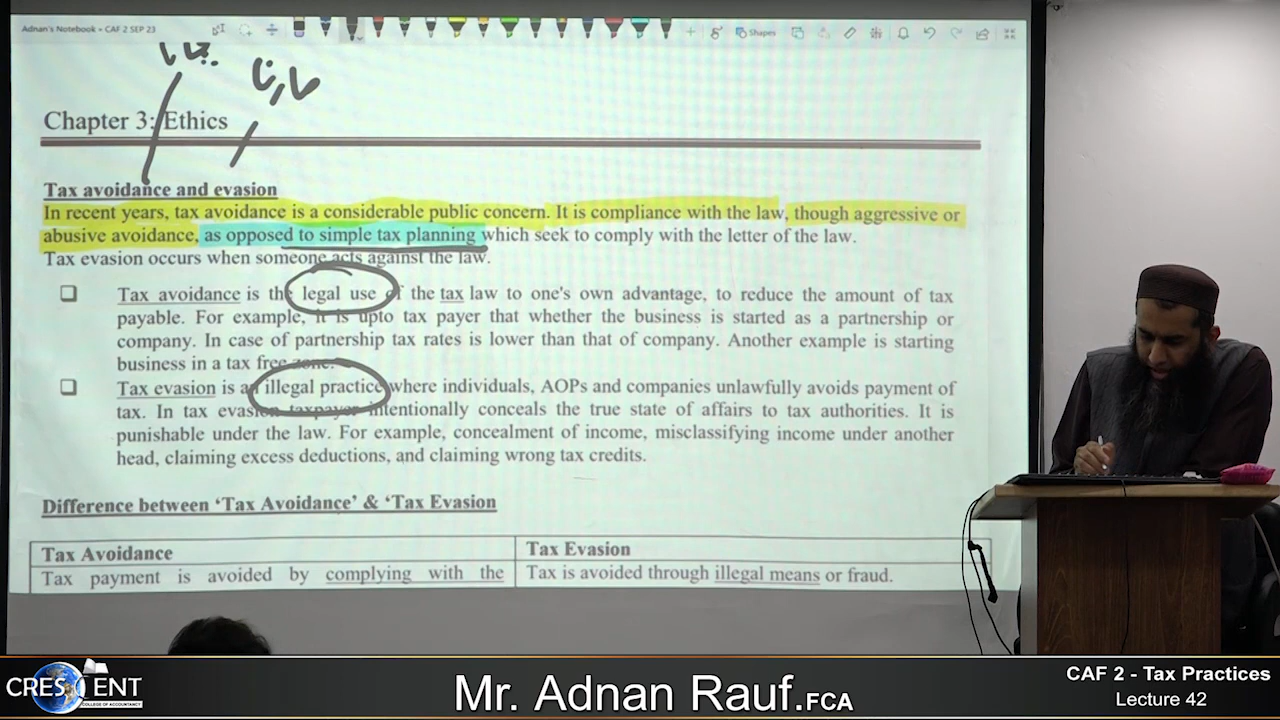 Adnan's Notebook » CAF 2 SEP 23
Shapes
Chapter 3: Ethics
Tax avoidance and evasion
In recent years, tax avoidance is a considerable public concern. It is compliance with the law, though aggressive or
abusive avoidance, as opposed to simple tax planning which seek to comply with the letter of the law.
Tax evasion occurs when someone acts against the law.
Tax avoidance is the legal use of the tax law to one's own advantage, to reduce the amount of tax
payable. For example, it is upto tax payer that whether the business is started as a partnership or
company. In case of partnership tax rates is lower than that of company. Another example is starting
business in a tax free zone.
Tax evasion is an illegal practice where individuals, AOPs and companies unlawfully avoids payment of
tax. In tax evasion taxpayer intentionally conceals the true state of affairs to tax authorities. It is
punishable under the law. For example, concealment of income, misclassifying income under another
head, claiming excess deductions, and claiming wrong tax credits.
Difference between ‘Tax Avoidance’ & ‘Tax Evasion
Tax Avoidance
Tax Evasion
Tax payment is avoided by complying with the
Tax is avoided through illegal means or fraud.
CRESCENT
COLLEGE OF ACCOUNTANCY
Mr. Adnan Rauf.FCA
CAF 2 - Tax Practices
Lecture 42